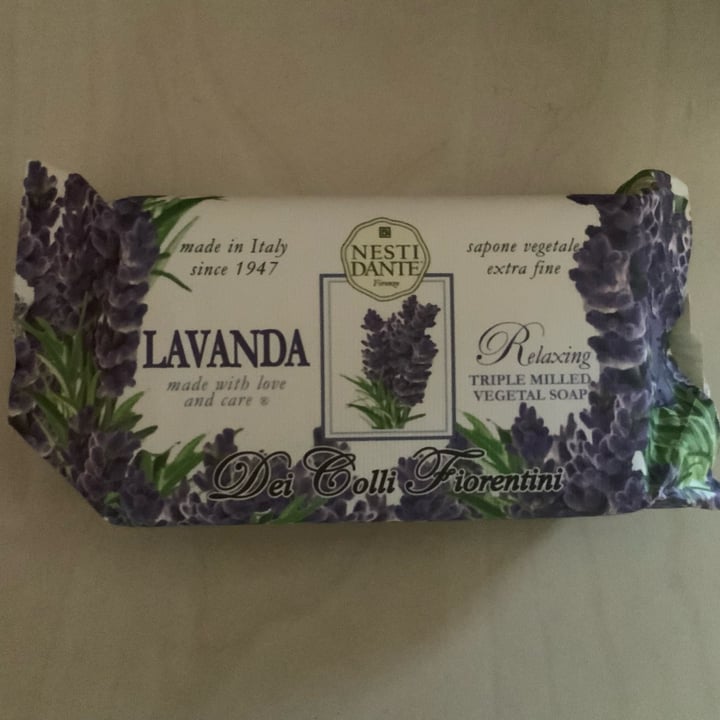 made in Italy
since 1947
NESTI
DANTE
Firenze
sapone vegetale
extra fine
LAVANDA
made with love
and care ®
Relaxing
TRIPLE MILLED
VEGETAL SOAP
Dei Colli Fiorentini